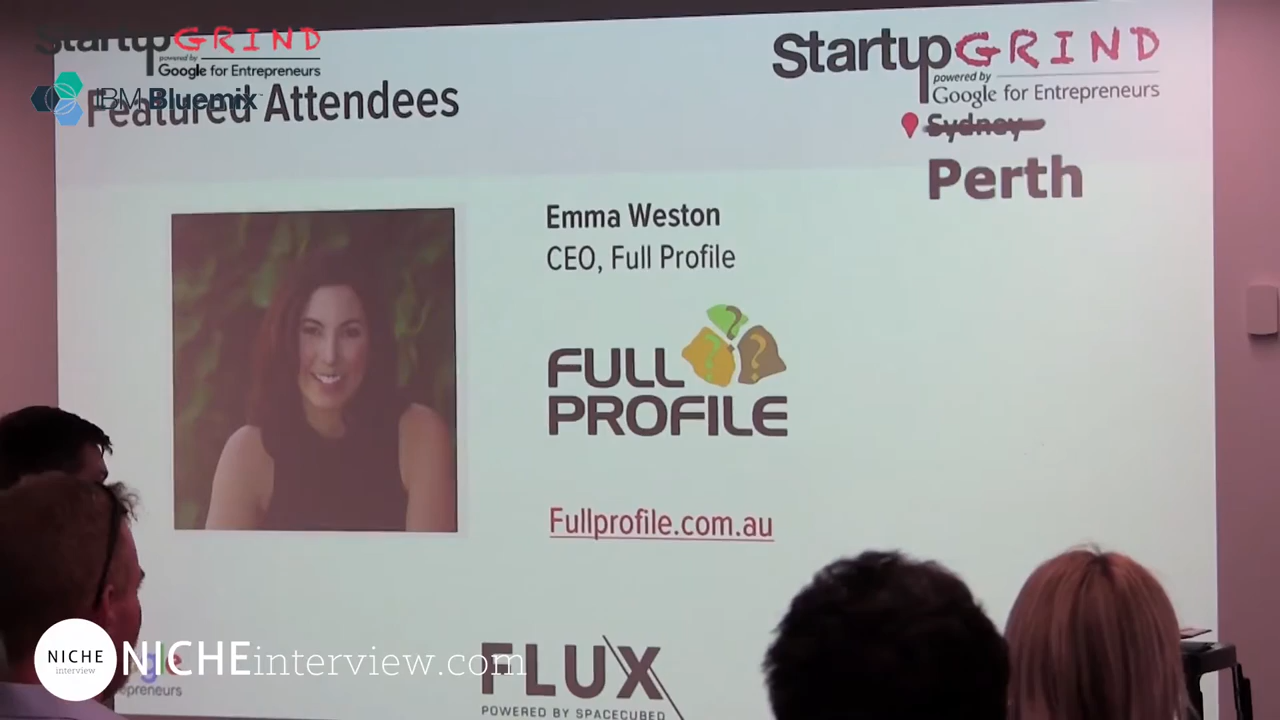 Startup GRIND
powered by
Google for Entrepreneurs
IBM Bluemix
Featured Attendees
Startup GRIND
powered by
Google for Entrepreneurs
Sydney
Perth
Emma Weston
CEO, Full Profile
? ? ?
FULL
PROFILE
Fullprofile.com.au
NICHE
interview
NICHEinterview.com
epreneurs
FLUX
POWERED BY SPACECUBED